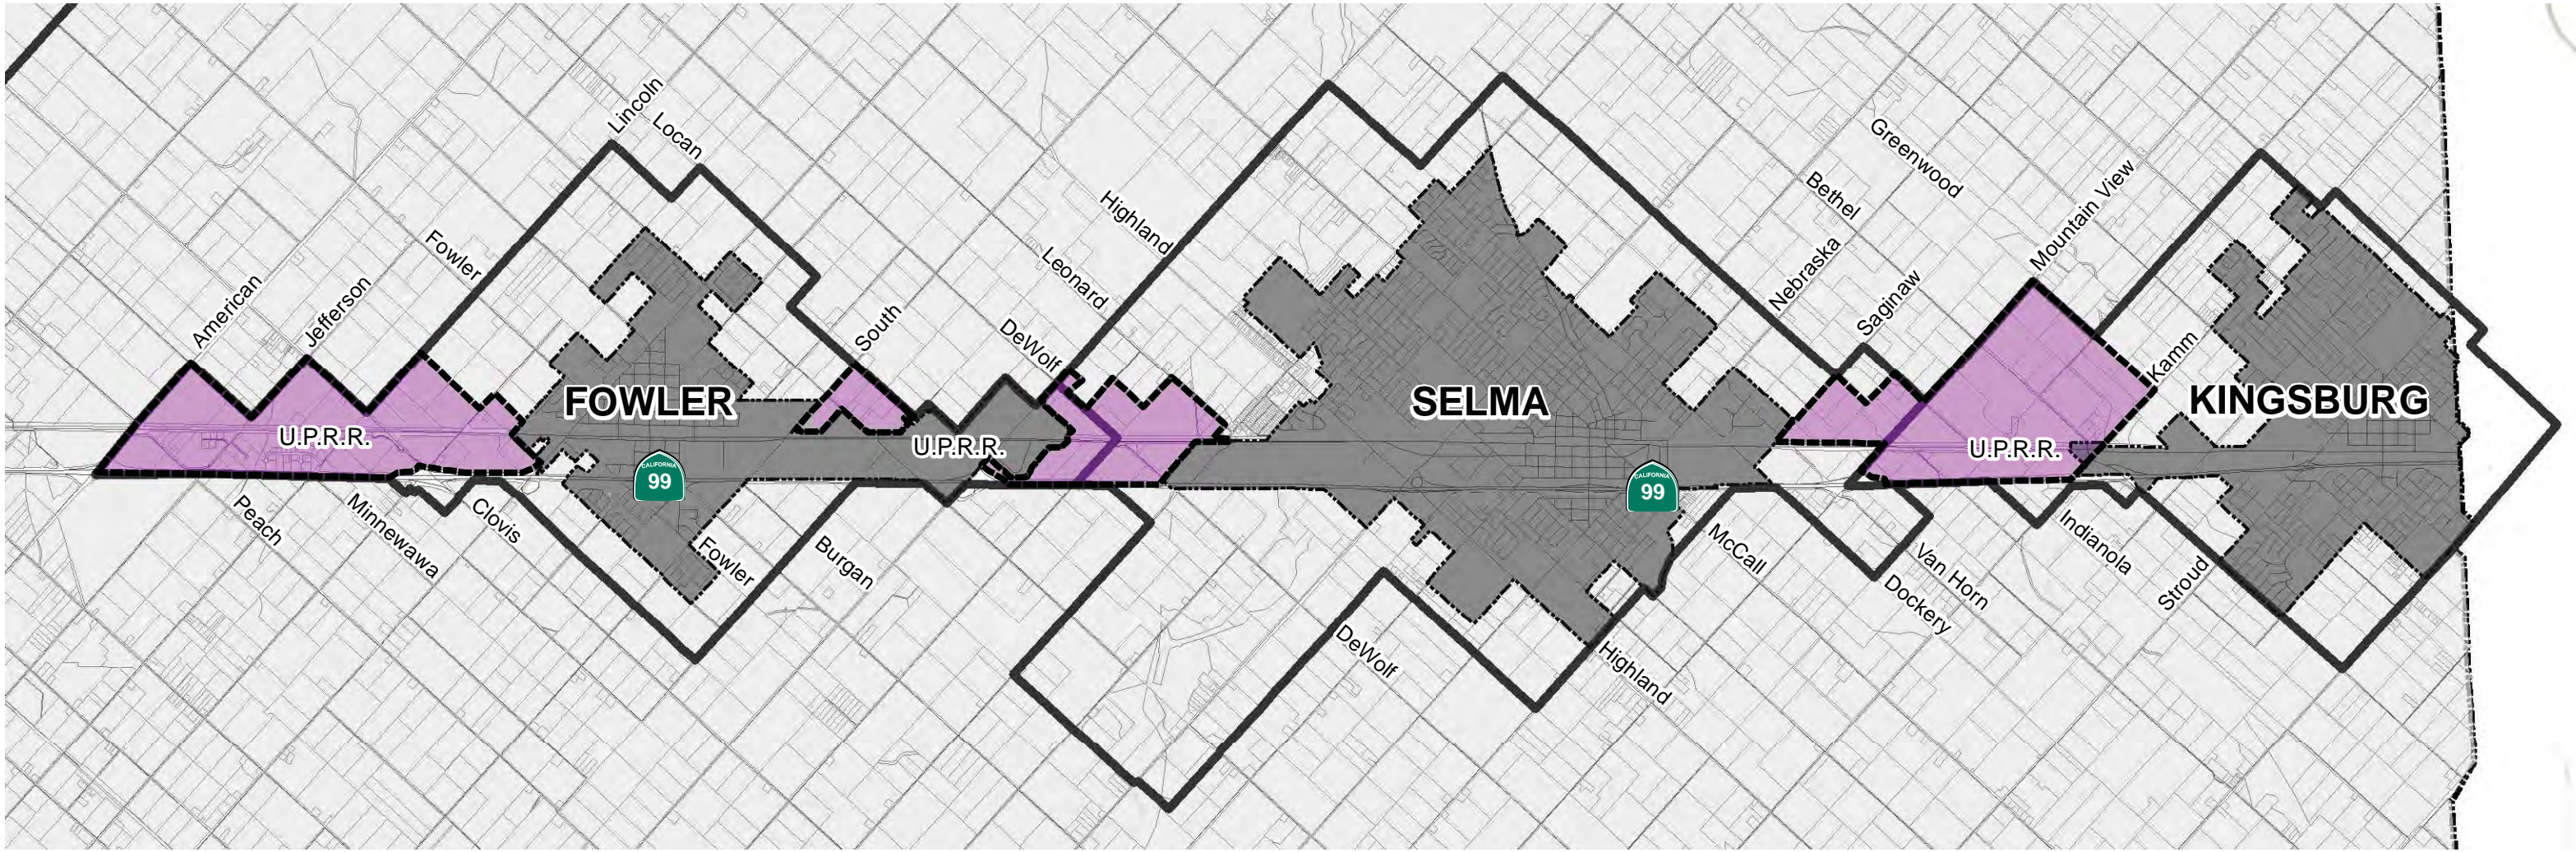 Lincoln
Locan
Greenwood
Bethel
Mountain View
Highland
Fowler
Leonard
Nebraska
American
Jefferson
South
DeWolf
Saginaw
Kamm
FOWLER
SELMA
KINGSBURG
U.P.R.R.
U.P.R.R.
U.P.R.R.
CALIFORNIA
99
CALIFORNIA
99
Peach
Minnewawa
Clovis
Fowler
Burgan
McCall
Van Horn
Dockery
Indianola
Stroud
DeWolf
Highland